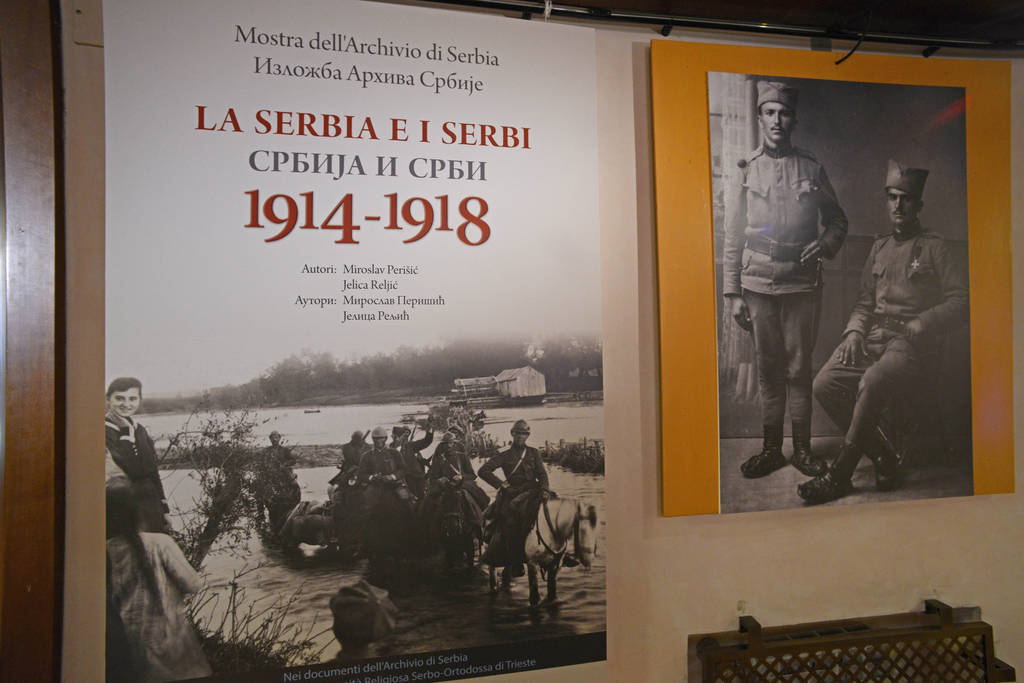 Mostra dell'Archivio di Serbia
Изложба Архива Србије
LA SERBIA E I SERBI
СРБИЈА И СРБИ
1914-1918
Autori: Miroslav Perišić
Jelica Reljić
Аутори: Мирослав Перишић
Јелица Рељић
Nei documenti dell'Archivio di Serbia
Religiosa Serbo-Ortodossa di Trieste